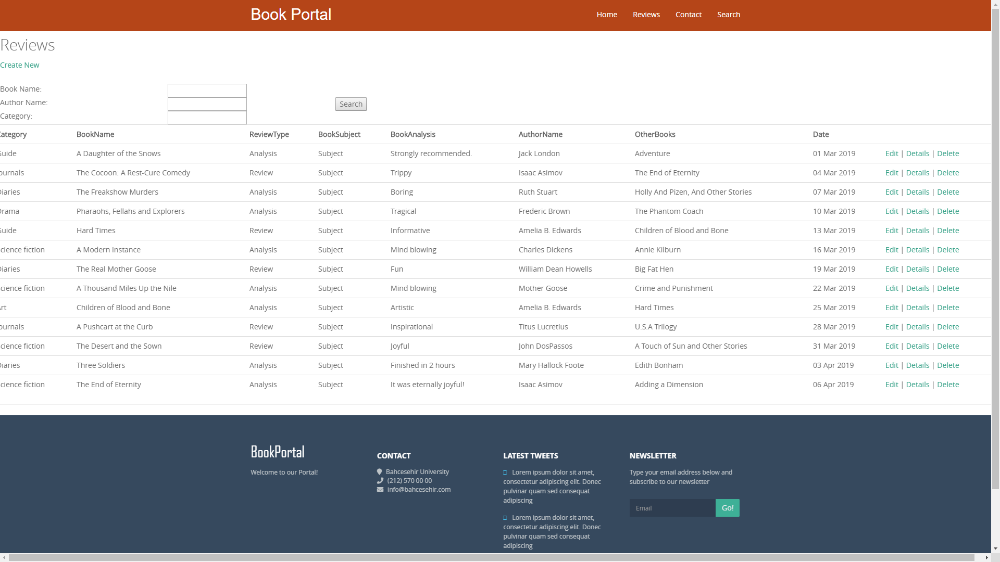 Book Portal
Home Reviews Contact Search
Reviews
Create New
Book Name:
Author Name:
Search
Category:
Category BookName ReviewType BookSubject BookAnalysis AuthorName OtherBooks Date
Guide A Daughter of the Snows Analysis Subject Strongly recommended. Jack London Adventure 01 Mar 2019 Edit | Details | Delete
ournals The Cocoon: A Rest-Cure Comedy Review Subject Trippy Isaac Asimov The End of Eternity 04 Mar 2019 Edit | Details | Delete
Diaries The Freakshow Murders Analysis Subject Boring Ruth Stuart Holly And Pizen, And Other Stories 07 Mar 2019 Edit | Details | Delete
Drama Pharaohs, Fellahs and Explorers Analysis Subject Tragical Frederic Brown The Phantom Coach 10 Mar 2019 Edit | Details | Delete
Guide Hard Times Review Subject Informative Amelia B. Edwards Children of Blood and Bone 13 Mar 2019 Edit | Details | Delete
cience fiction A Modern Instance Analysis Subject Mind blowing Charles Dickens Annie Kilburn 16 Mar 2019 Edit | Details | Delete
Diaries The Real Mother Goose Review Subject Fun William Dean Howells Big Fat Hen 19 Mar 2019 Edit | Details | Delete
cience fiction A Thousand Miles Up the Nile Analysis Subject Mind blowing Mother Goose Crime and Punishment 22 Mar 2019 Edit | Details | Delete
Art Children of Blood and Bone Analysis Subject Artistic Amelia B. Edwards Hard Times 25 Mar 2019 Edit | Details | Delete
ournals A Pushcart at the Curb Review Subject Inspirational Titus Lucretius U.S.A Trilogy 28 Mar 2019 Edit | Details | Delete
cience fiction The Desert and the Sown Review Subject Joyful John DosPassos A Touch of Sun and Other Stories 31 Mar 2019 Edit | Details | Delete
Diaries Three Soldiers Analysis Subject Finished in 2 hours Mary Hallock Foote Edith Bonham 03 Apr 2019 Edit | Details | Delete
cience fiction The End of Eternity Analysis Subject It was eternally joyful! Isaac Asimov Adding a Dimension 06 Apr 2019 Edit | Details | Delete
BookPortal
Welcome to our Portal!
CONTACT
Bahcesehir University
(212) 570 00 00
info@bahcesehir.com
LATEST TWEETS
Lorem ipsum dolor sit amet,
consectetur adipiscing elit. Donec
pulvinar quam sed consequat
adipiscing
Lorem ipsum dolor sit amet,
consectetur adipiscing elit. Donec
pulvinar quam sed consequat
adipiscing
NEWSLETTER
Type your email address below and
subscribe to our newsletter
Email Go!